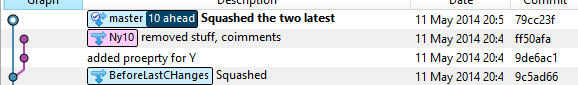 Graph Description Date Commit
master 10 ahead Squashed the two latest 11 May 2014 20:5 79cc23f
Ny10 removed stuff, comments 11 May 2014 20:4 ff50afa
added proeprty for Y 11 May 2014 20:4 9de6ac1
BeforeLastCHanges Squashed 11 May 2014 20:4 9c5ad66